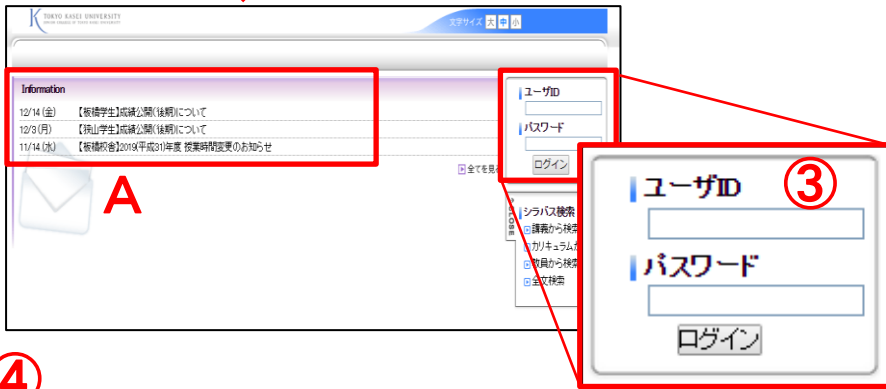 TOKYO KASEI UNIVERSITY
文字サイズ 大 中 小
Information
12/14 (金) 【板橋学生】成績公開(後期)について
12/3 (月) 【狭山学生】成績公開(後期)について
11/14 (水) 【板橋校舎】2019(平成31)年度 授業時間変更のお知らせ
全てを見
A
ユーザID
パスワード
ログイン
CLOSE
シラバス検索
講義から検索
カリキュラムか
教員から検索
全文検索
③
ユーザID
パスワード
ログイン
④